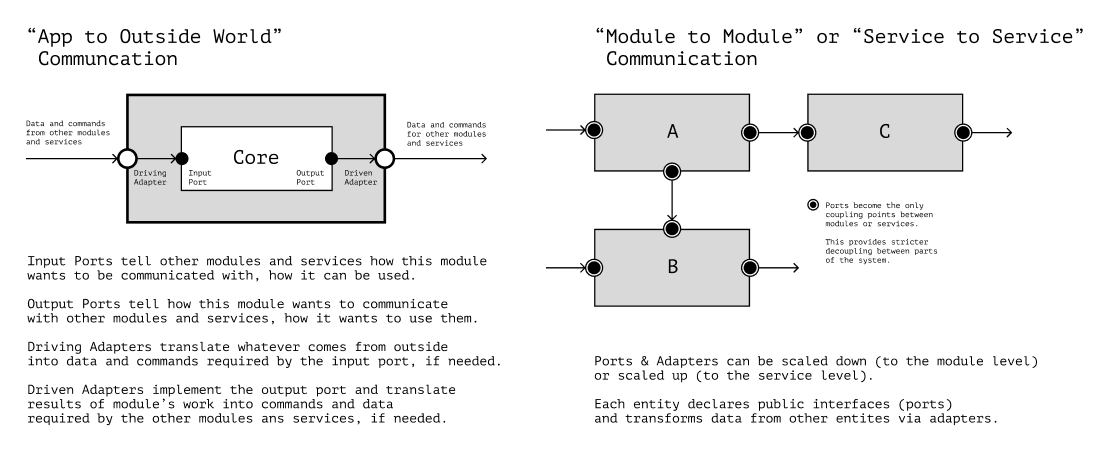 “App to Outside World”
Communcation
Data and commands
from other modules
and services
Data and commands
for other modules
and services
Core
Driving
Adapter
Input
Port
Output
Port
Driven
Adapter
Input Ports tell other modules and services how this module
wants to be communicated with, how it can be used.
Output Ports tell how this module wants to communicate
with other modules and services, how it wants to use them.
Driving Adapters translate whatever comes from outside
into data and commands required by the input port, if needed.
Driven Adapters implement the output port and translate
results of module’s work into commands and data
required by the other modules ans services, if needed.
“Module to Module” or “Service to Service”
Communication
A
C
B
Ports become the only
coupling points between
modules or services.
This provides stricter
decoupling between parts
of the system.
Ports & Adapters can be scaled down (to the module level)
or scaled up (to the service level).
Each entity declares public interfaces (ports)
and transforms data from other entites via adapters.